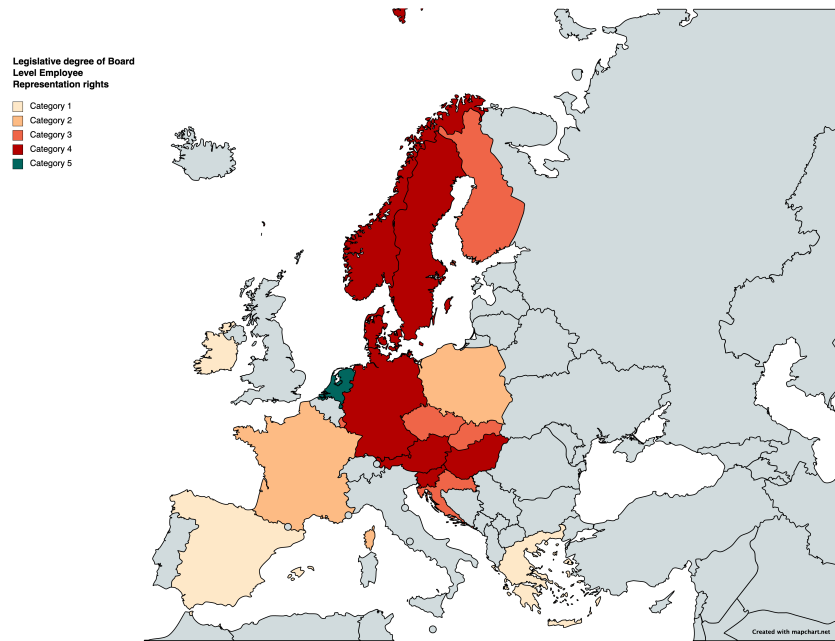 Legislative degree of Board
Level Employee
Representation rights
Category 1
Category 2
Category 3
Category 4
Category 5
Created with mapchart.net